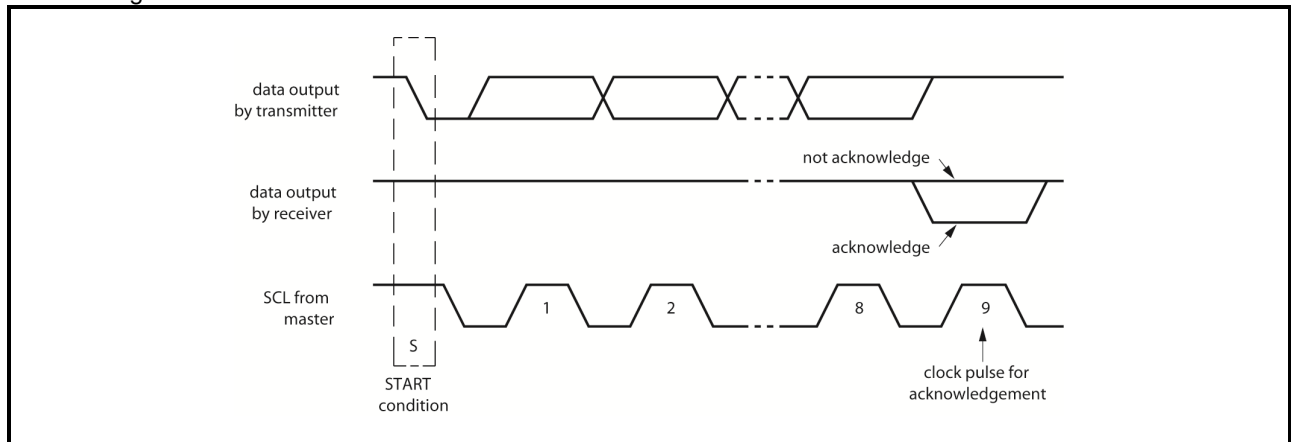 data output
by transmitter
not acknowledge
data output
by receiver
acknowledge
SCL from
master
1
2
8
9
S
START
condition
clock pulse for
acknowledgement